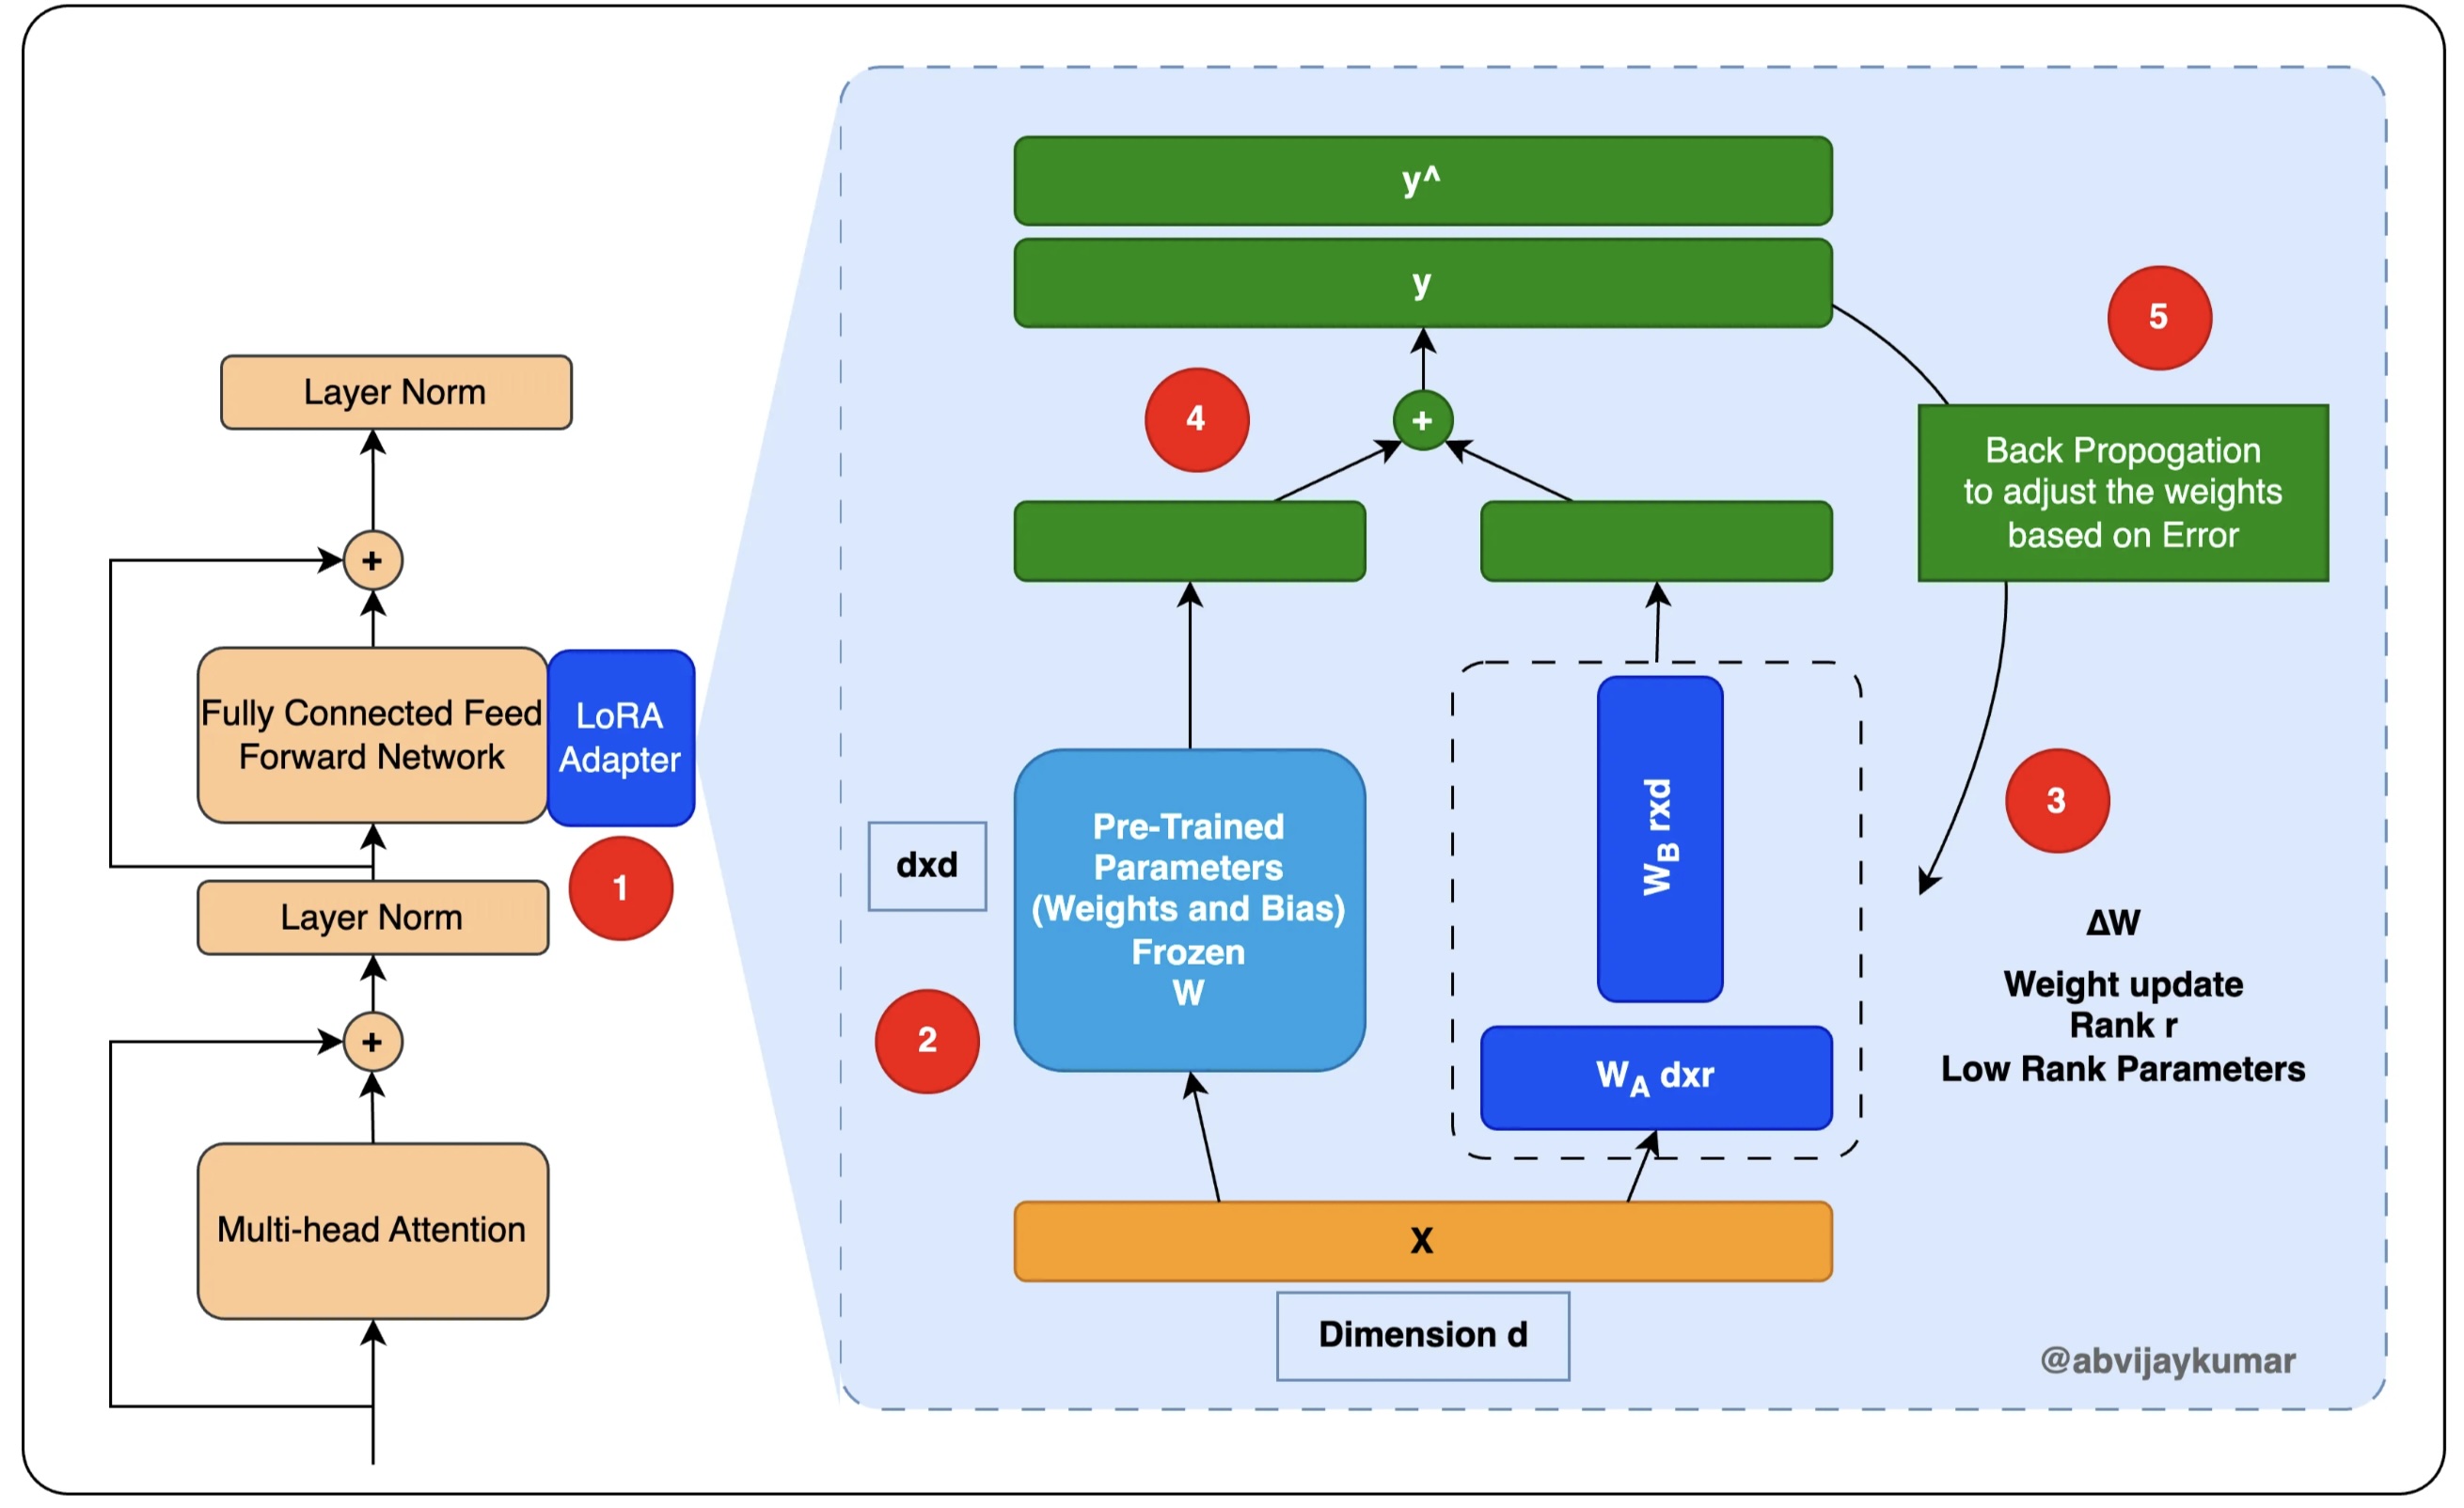 Layer Norm
+
Fully Connected Feed
Forward Network
LoRA
Adapter
1
Layer Norm
+
Multi-head Attention
y^
y
4
+
5
Back Propogation
to adjust the weights
based on Error
dxd
2
Pre-Trained
Parameters
(Weights and Bias)
Frozen
W
WB rxd
WA dxr
3
ΔW
Weight update
Rank r
Low Rank Parameters
X
Dimension d
@abvijaykumar